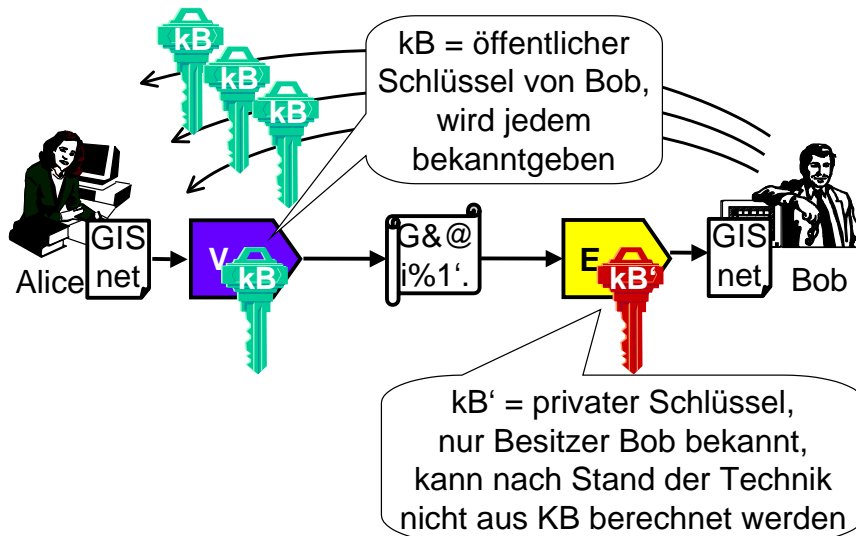 kB
kB
kB
kB = öffentlicher
Schlüssel von Bob,
wird jedem
bekanntgeben
Alice
GIS
net
V
kB
G&@
i%1‘.
E
kB‘
GIS
net
Bob
kB‘ = privater Schlüssel,
nur Besitzer Bob bekannt,
kann nach Stand der Technik
nicht aus KB berechnet werden